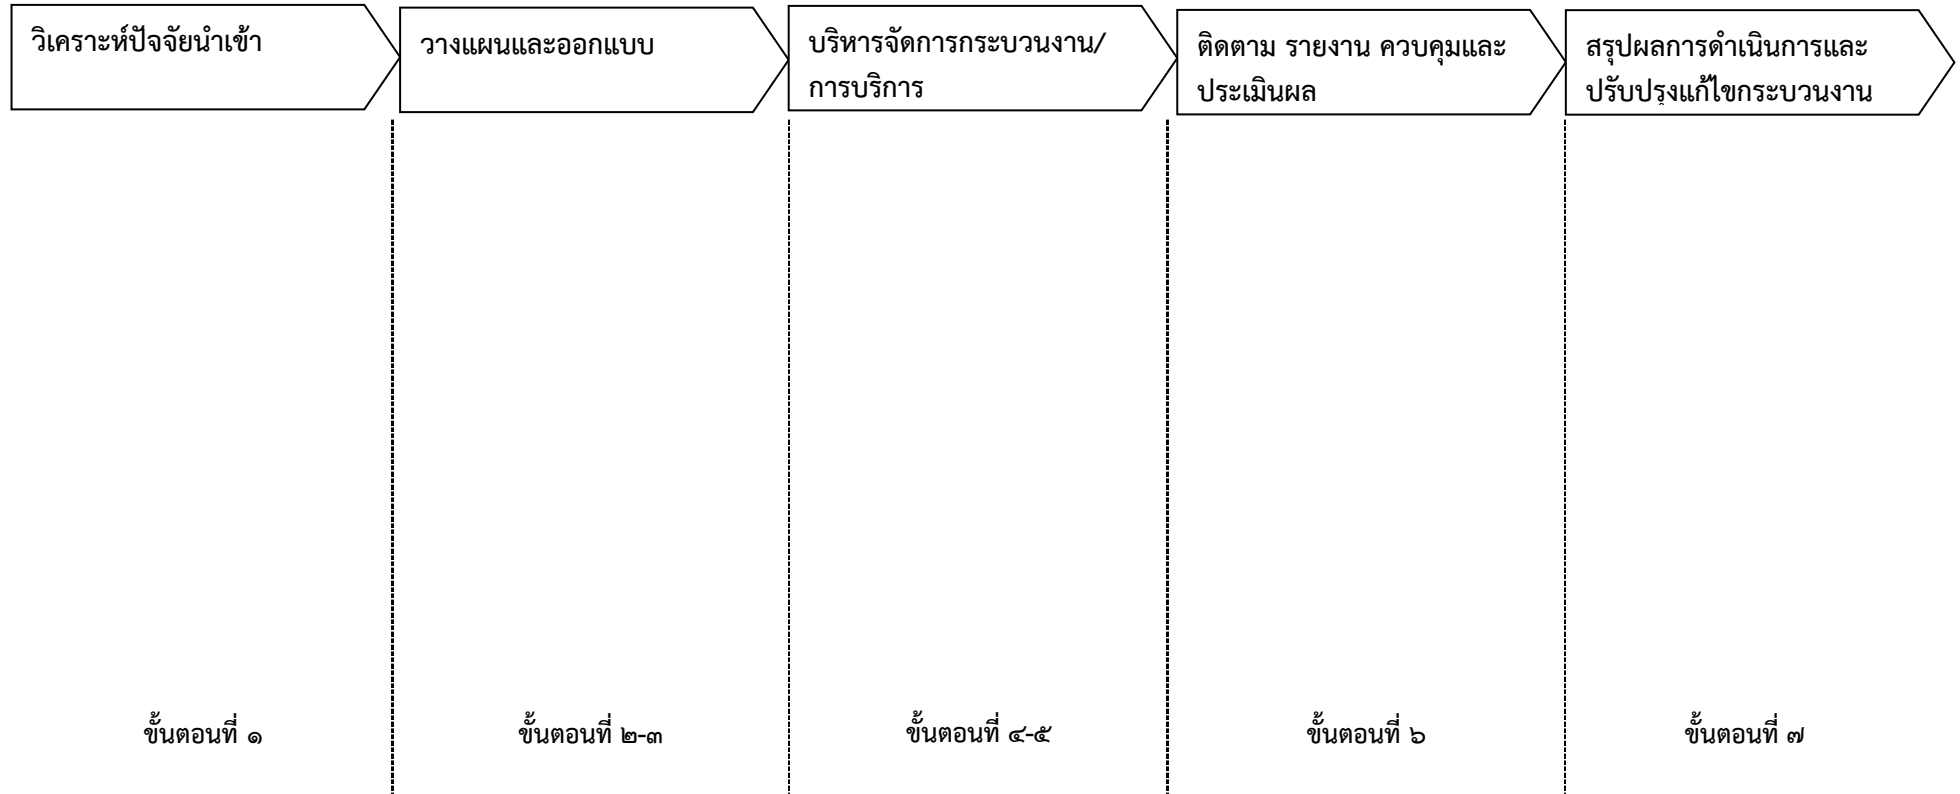 วิเคราะห์ปัจจัยนำเข้า
วางแผนและออกแบบ
บริหารจัดการกระบวนงาน/
การบริการ
ติดตาม รายงาน ควบคุมและ
ประเมินผล
สรุปผลการดำเนินการและ
ปรับปรุงแก้ไขกระบวนงาน
ขั้นตอนที่ ๑
ขั้นตอนที่ ๒-๓
ขั้นตอนที่ ๔-๕
ขั้นตอนที่ ๖
ขั้นตอนที่ ๗